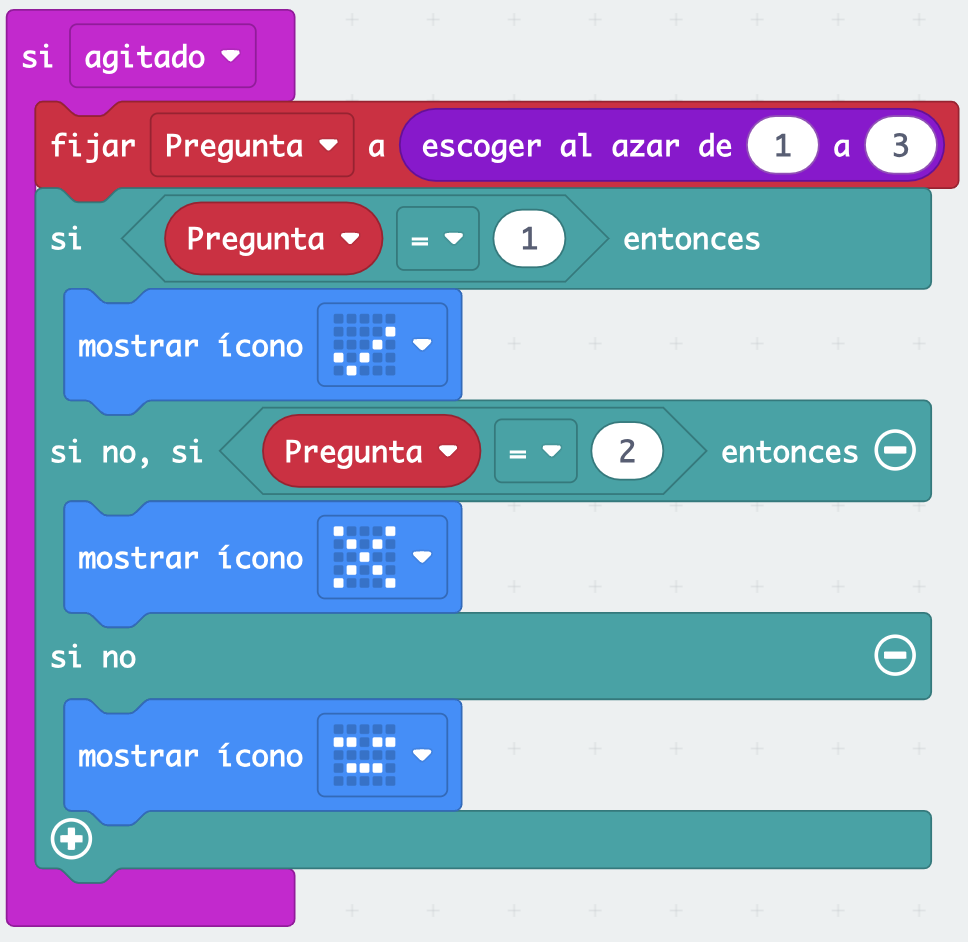 si agitado
fijar Pregunta a escoger al azar de 1 a 3
si Pregunta = 1 entonces
mostrar ícono
si no, si Pregunta = 2 entonces
mostrar ícono
si no
mostrar ícono